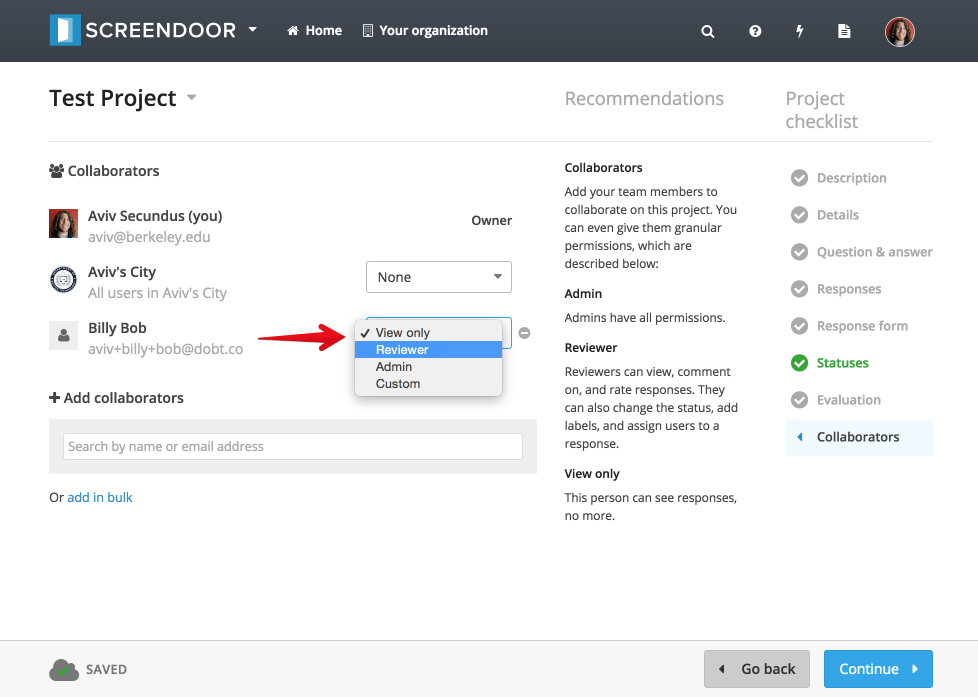 SCREENDOOR
Home
Your organization
Test Project
Recommendations
Project
checklist
Collaborators
Aviv Secundus (you)
aviv@berkeley.edu
Owner
Aviv's City
All users in Aviv's City
None
Billy Bob
aviv+billy+bob@dobt.co
View only
Reviewer
Admin
Custom
Add collaborators
Search by name or email address
Or add in bulk
Collaborators
Add your team members to
collaborate on this project. You
can even give them granular
permissions, which are
described below:
Admin
Admins have all permissions.
Reviewer
Reviewers can view, comment
on, and rate responses. They
can also change the status, add
labels, and assign users to a
response.
View only
This person can see responses,
no more.
Description
Details
Question & answer
Responses
Response form
Statuses
Evaluation
Collaborators
SAVED
Go back
Continue